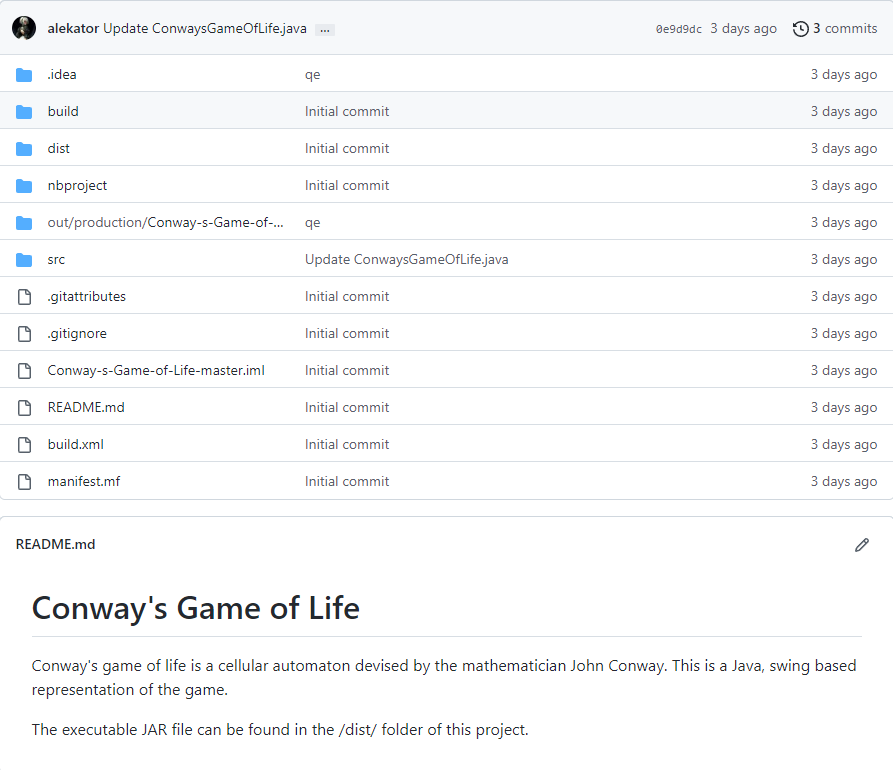 alekator Update ConwaysGameOfLife.java ... 0e9d9dc 3 days ago 3 commits
.idea qe 3 days ago
build Initial commit 3 days ago
dist Initial commit 3 days ago
nbproject Initial commit 3 days ago
out/production/Conway-s-Game-of-... qe 3 days ago
src Update ConwaysGameOfLife.java 3 days ago
.gitattributes Initial commit 3 days ago
.gitignore Initial commit 3 days ago
Conway-s-Game-of-Life-master.iml Initial commit 3 days ago
README.md Initial commit 3 days ago
build.xml Initial commit 3 days ago
manifest.mf Initial commit 3 days ago
README.md
Conway's Game of Life
Conway's game of life is a cellular automaton devised by the mathematician John Conway. This is a Java, swing based
representation of the game.
The executable JAR file can be found in the /dist/ folder of this project.